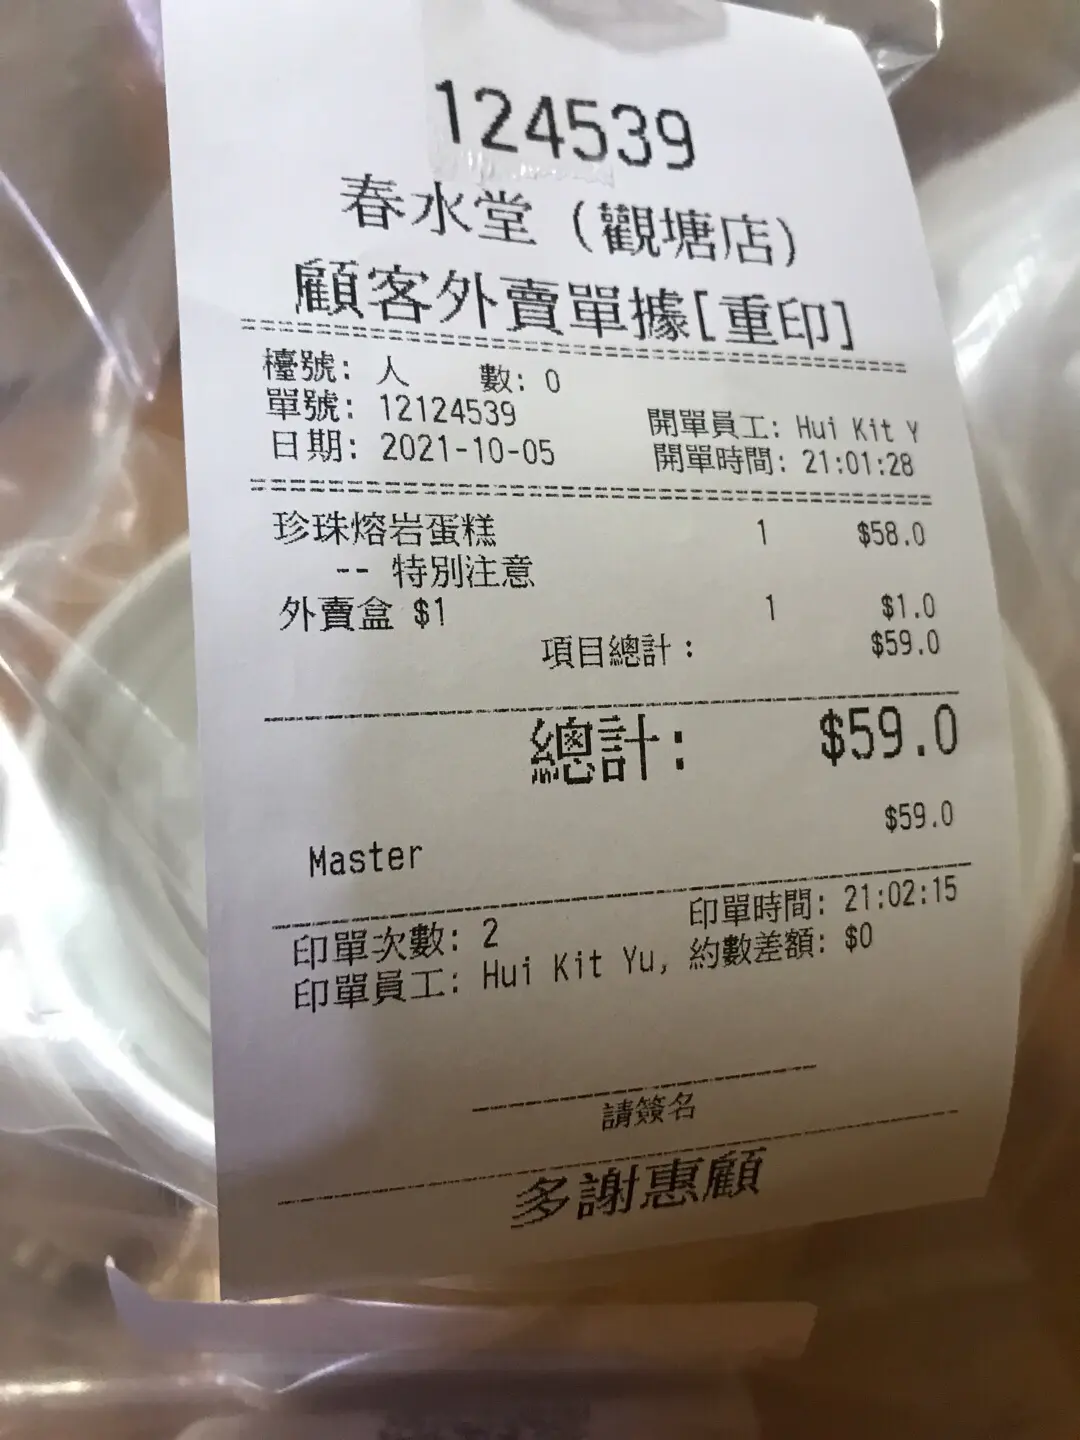 124539
春水堂 (觀塘店)
顧客外賣單據[重印]
檯號: 人 數: 0
單號: 12124539 開單員工: Hui Kit Y
日期: 2021-10-05 開單時間: 21:01:28
珍珠熔岩蛋糕 1 $58.0
-- 特別注意
外賣盒 $1 1 $1.0
項目總計: $59.0
總計: $59.0
Master $59.0
印單次數: 2 印單時間: 21:02:15
印單員工: Hui Kit Yu, 約數差額: $0
請簽名
多謝惠顧